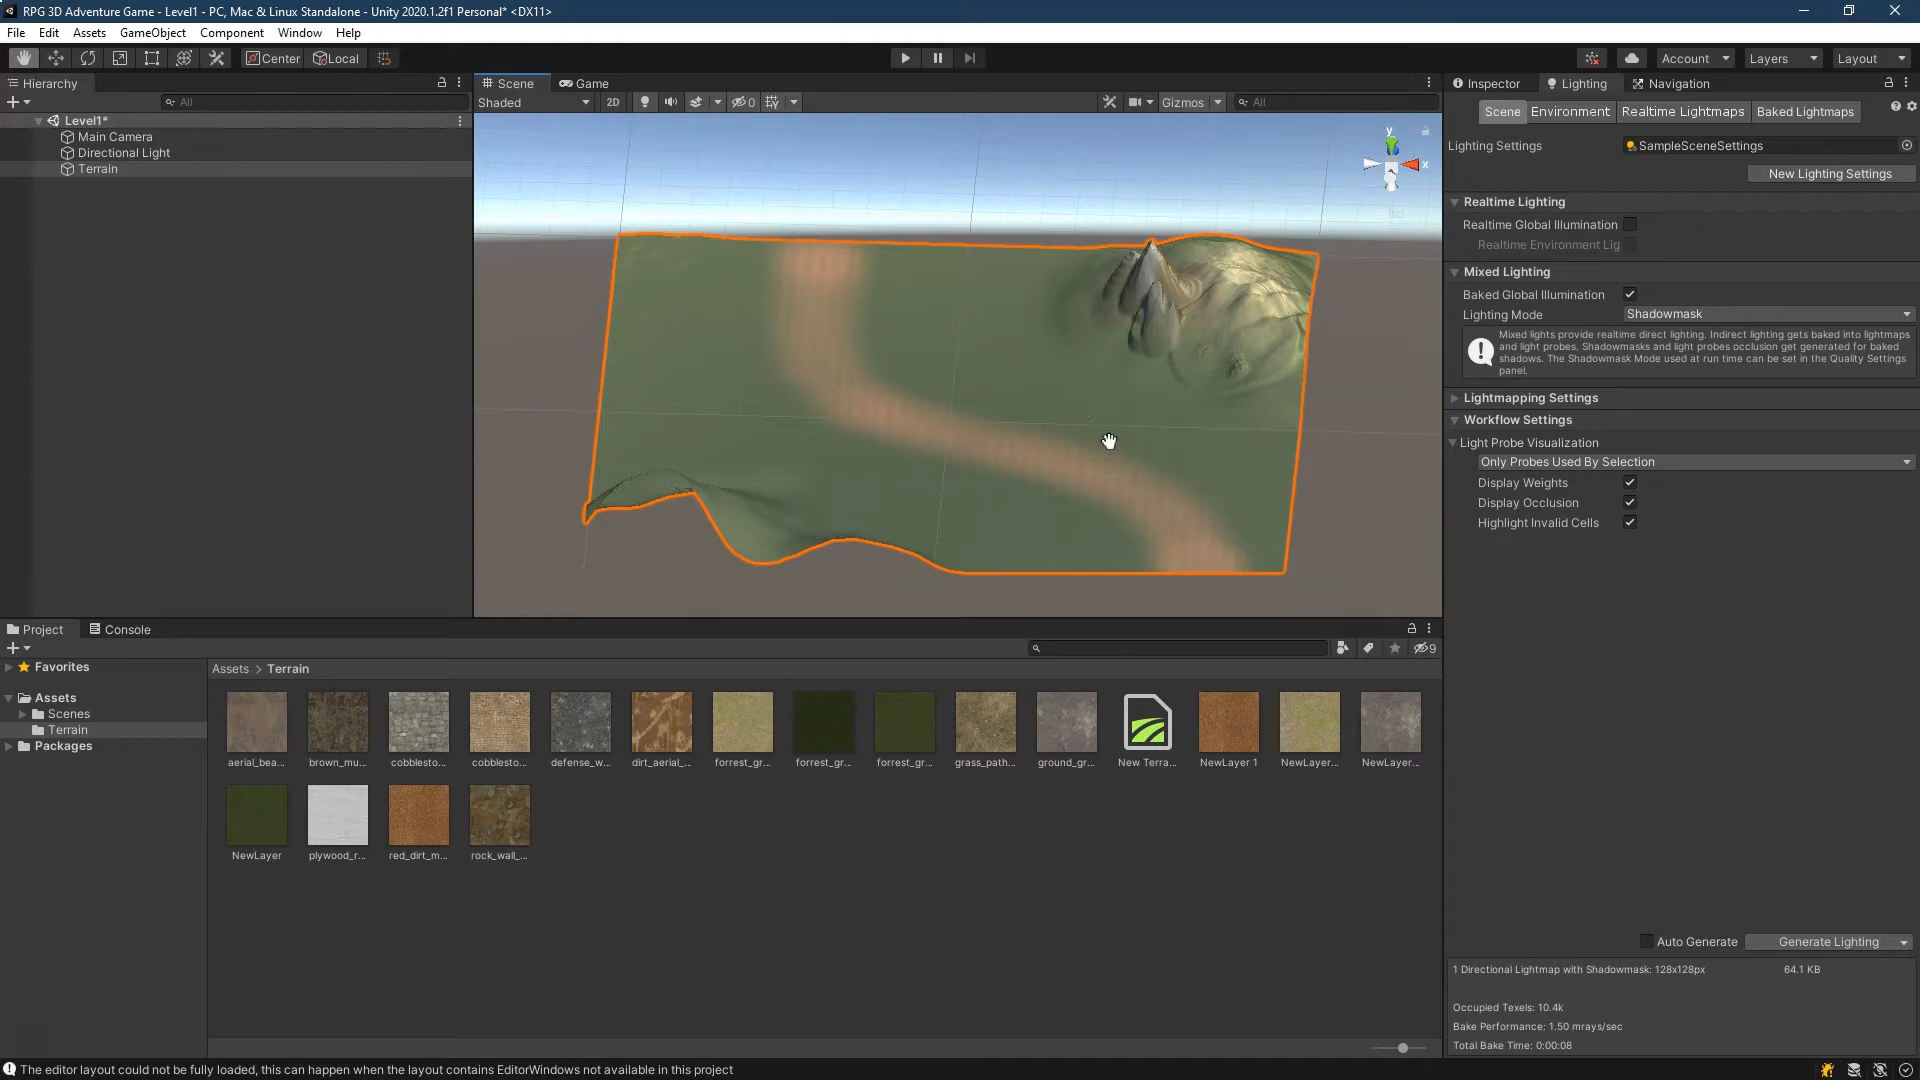 RPG 3D Adventure Game - Level1 - PC, Mac & Linux Standalone - Unity 2020.1.2f1 Personal* <DX11>
File Edit Assets GameObject Component Window Help
Center Local Account Layers Layout
Hierarchy
All
Level1*
Main Camera
Directional Light
Terrain
Scene Game
Shaded 2D 0 Gizmos All
y
x
Inspector Lighting Navigation
Scene Environment Realtime Lightmaps Baked Lightmaps
Lighting Settings SampleSceneSettings
New Lighting Settings
Realtime Lighting
Realtime Global Illumination
Realtime Environment Lig
Mixed Lighting
Baked Global Illumination
Lighting Mode Shadowmask
Mixed lights provide realtime direct lighting. Indirect lighting gets baked into lightmaps
and light probes. Shadowmasks and light probes occlusion get generated for baked
shadows. The Shadowmask Mode used at run time can be set in the Quality Settings
panel.
Lightmapping Settings
Workflow Settings
Light Probe Visualization
Only Probes Used By Selection
Display Weights
Display Occlusion
Highlight Invalid Cells
Auto Generate Generate Lighting
1 Directional Lightmap with Shadowmask: 128x128px 64.1 KB
Occupied Texels: 10.4k
Bake Performance: 1.50 mrays/sec
Total Bake Time: 0:00:08
Project Console
9
Favorites
Assets
Scenes
Terrain
Packages
Assets > Terrain
aerial_bea... brown_mu... cobblesto... cobblesto... defense_w... dirt_aerial_... forrest_gr... forrest_gr... forrest_gr... grass_path... ground_gr... New Terra... NewLayer 1 NewLayer... NewLayer...
NewLayer plywood_r... red_dirt_m... rock_wall_...
The editor layout could not be fully loaded, this can happen when the layout contains EditorWindows not available in this project